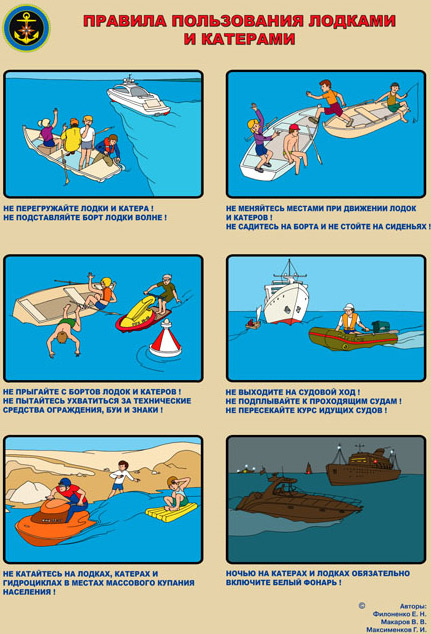 ПРАВИЛА ПОЛЬЗОВАНИЯ ЛОДКАМИ
И КАТЕРАМИ
НЕ ПЕРЕГРУЖАЙТЕ ЛОДКИ И КАТЕРА !
НЕ ПОДСТАВЛЯЙТЕ БОРТ ЛОДКИ ВОЛНЕ !
НЕ МЕНЯЙТЕСЬ МЕСТАМИ ПРИ ДВИЖЕНИИ ЛОДОК
И КАТЕРОВ !
НЕ САДИТЕСЬ НА БОРТА И НЕ СТОЙТЕ НА СИДЕНЬЯХ !
НЕ ПРЫГАЙТЕ С БОРТОВ ЛОДОК И КАТЕРОВ !
НЕ ПЫТАЙТЕСЬ УХВАТИТЬСЯ ЗА ТЕХНИЧЕСКИЕ
СРЕДСТВА ОГРАЖДЕНИЯ, БУИ И ЗНАКИ !
НЕ ВЫХОДИТЕ НА СУДОВОЙ ХОД !
НЕ ПОДПЛЫВАЙТЕ К ПРОХОДЯЩИМ СУДАМ !
НЕ ПЕРЕСЕКАЙТЕ КУРС ИДУЩИХ СУДОВ !
НЕ КАТАЙТЕСЬ НА ЛОДКАХ, КАТЕРАХ И
ГИДРОЦИКЛАХ В МЕСТАХ МАССОВОГО КУПАНИЯ
НАСЕЛЕНИЯ !
НОЧЬЮ НА КАТЕРАХ И ЛОДКАХ ОБЯЗАТЕЛЬНО
ВКЛЮЧИТЕ БЕЛЫЙ ФОНАРЬ !
© Авторы:
Филоненко Е. Н.
Макаров В. В.
Максименков Г. И.